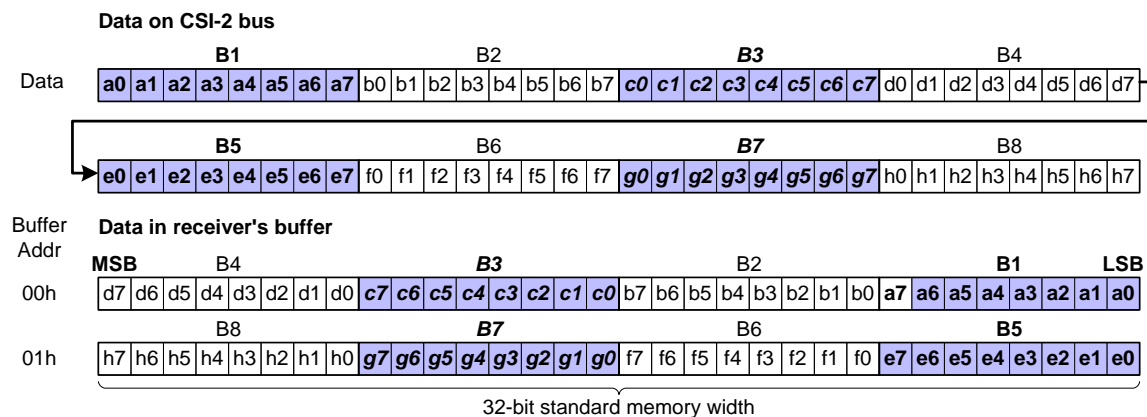 Data on CSI-2 bus
B1 B2 B3 B4
Data a0 a1 a2 a3 a4 a5 a6 a7 b0 b1 b2 b3 b4 b5 b6 b7 c0 c1 c2 c3 c4 c5 c6 c7 d0 d1 d2 d3 d4 d5 d6 d7
B5 B6 B7 B8
e0 e1 e2 e3 e4 e5 e6 e7 f0 f1 f2 f3 f4 f5 f6 f7 g0 g1 g2 g3 g4 g5 g6 g7 h0 h1 h2 h3 h4 h5 h6 h7
Buffer Addr
Data in receiver's buffer
MSB B4 B3 B2 B1 LSB
00h d7 d6 d5 d4 d3 d2 d1 d0 c7 c6 c5 c4 c3 c2 c1 c0 b7 b6 b5 b4 b3 b2 b1 b0 a7 a6 a5 a4 a3 a2 a1 a0
B8 B7 B6 B5
01h h7 h6 h5 h4 h3 h2 h1 h0 g7 g6 g5 g4 g3 g2 g1 g0 f7 f6 f5 f4 f3 f2 f1 f0 e7 e6 e5 e4 e3 e2 e1 e0
32-bit standard memory width